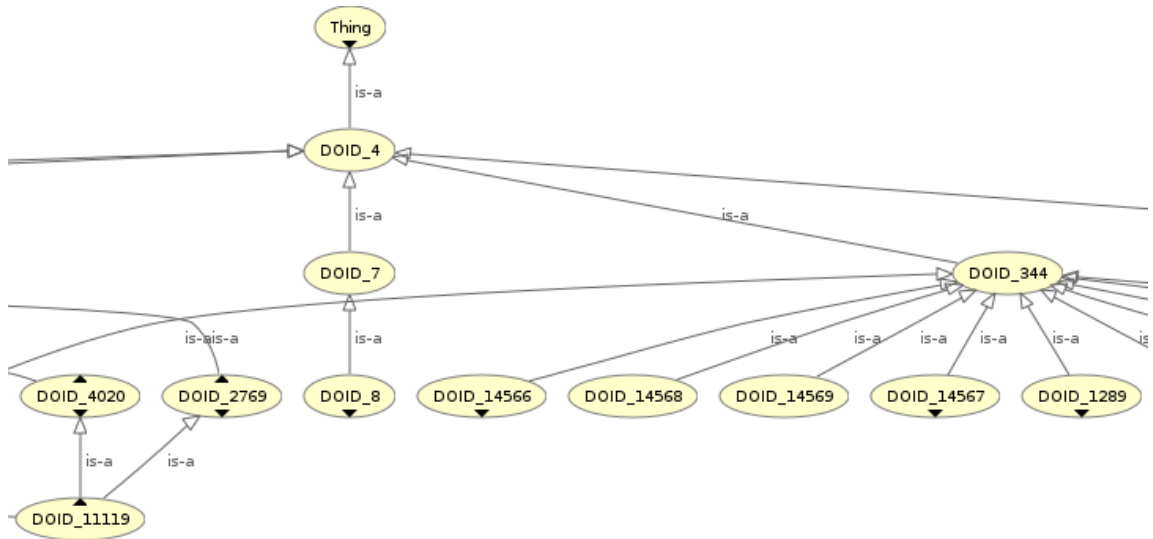 Thing
is-a
DOID_4
is-a
is-a
DOID_7
DOID_344
is-a
is-a
is-a
is-a
is-a
is-a
is-a
is-a
DOID_4020
DOID_2769
DOID_8
DOID_14566
DOID_14568
DOID_14569
DOID_14567
DOID_1289
is-a
is-a
DOID_11119